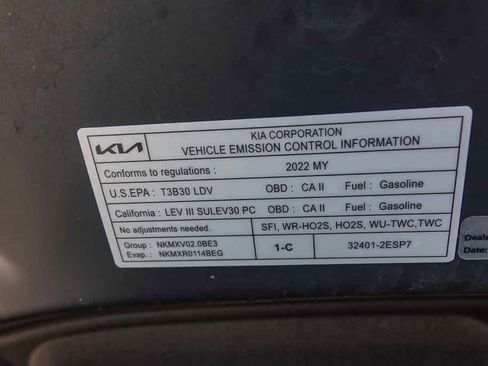 KIA CORPORATION
KIA VEHICLE EMISSION CONTROL INFORMATION
Conforms to regulations : 2022 MY
U.S.EPA : T3B30 LDV OBD : CA II Fuel : Gasoline
California : LEV III SULEV30 PC OBD : CA II Fuel : Gasoline
No adjustments needed. SFI, WR-HO2S, HO2S, WU-TWC,TWC
Group : NKMXV02.0BE3
Evap. : NKMXR0114BEG
1-C
32401-2ESP7
Deale
Date: